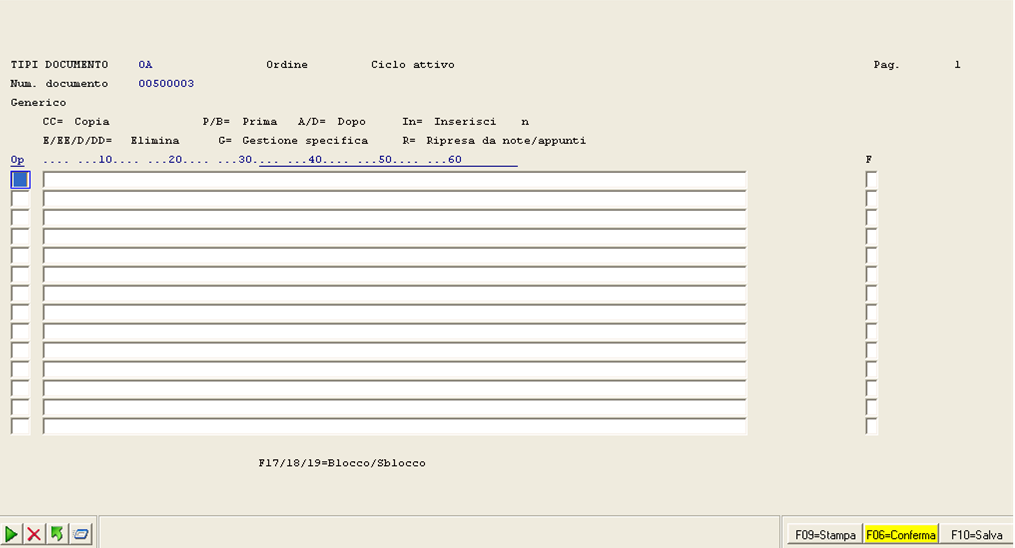 TIPI DOCUMENTO OA Ordine Ciclo attivo Pag. 1
Num. documento 00500003
Generico
CC= Copia P/B= Prima A/D= Dopo In= Inserisci n
E/EE/D/DD= Elimina G= Gestione specifica R= Ripresa da note/appunti
Op .... ...10.... ...20.... ...30.... ...40.... ...50.... ...60 F
F17/18/19=Blocco/Sblocco
F09=Stampa F06=Conferma F10=Salva